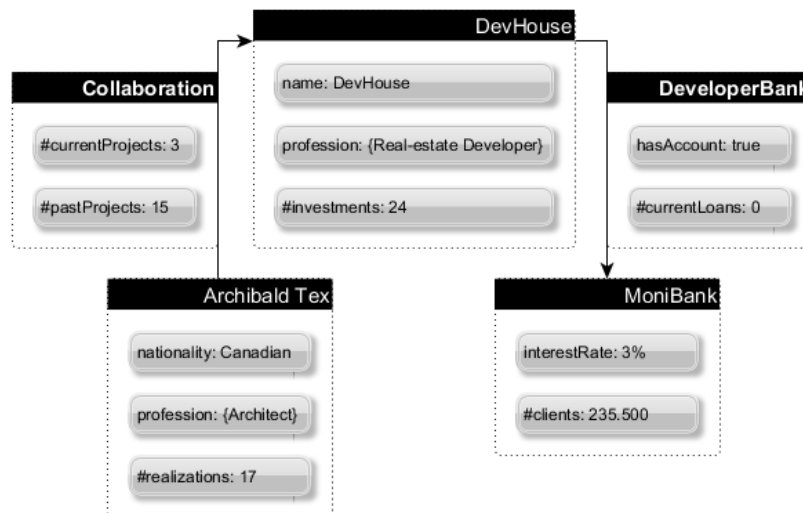 DevHouse
name: DevHouse
profession: {Real-estate Developer}
#investments: 24
Collaboration
#currentProjects: 3
#pastProjects: 15
DeveloperBank
hasAccount: true
#currentLoans: 0
Archibald Tex
nationality: Canadian
profession: {Architect}
#realizations: 17
MoniBank
interestRate: 3%
#clients: 235.500